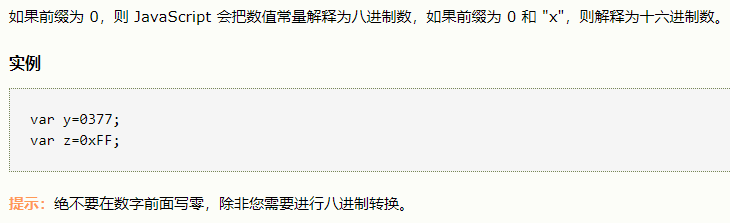 如果前缀为 0，则 JavaScript 会把数值常量解释为八进制数，如果前缀为 0 和 "x"，则解释为十六进制数。
实例
var y=0377;
var z=0xFF;
提示：绝不要在数字前面写零，除非您需要进行八进制转换。